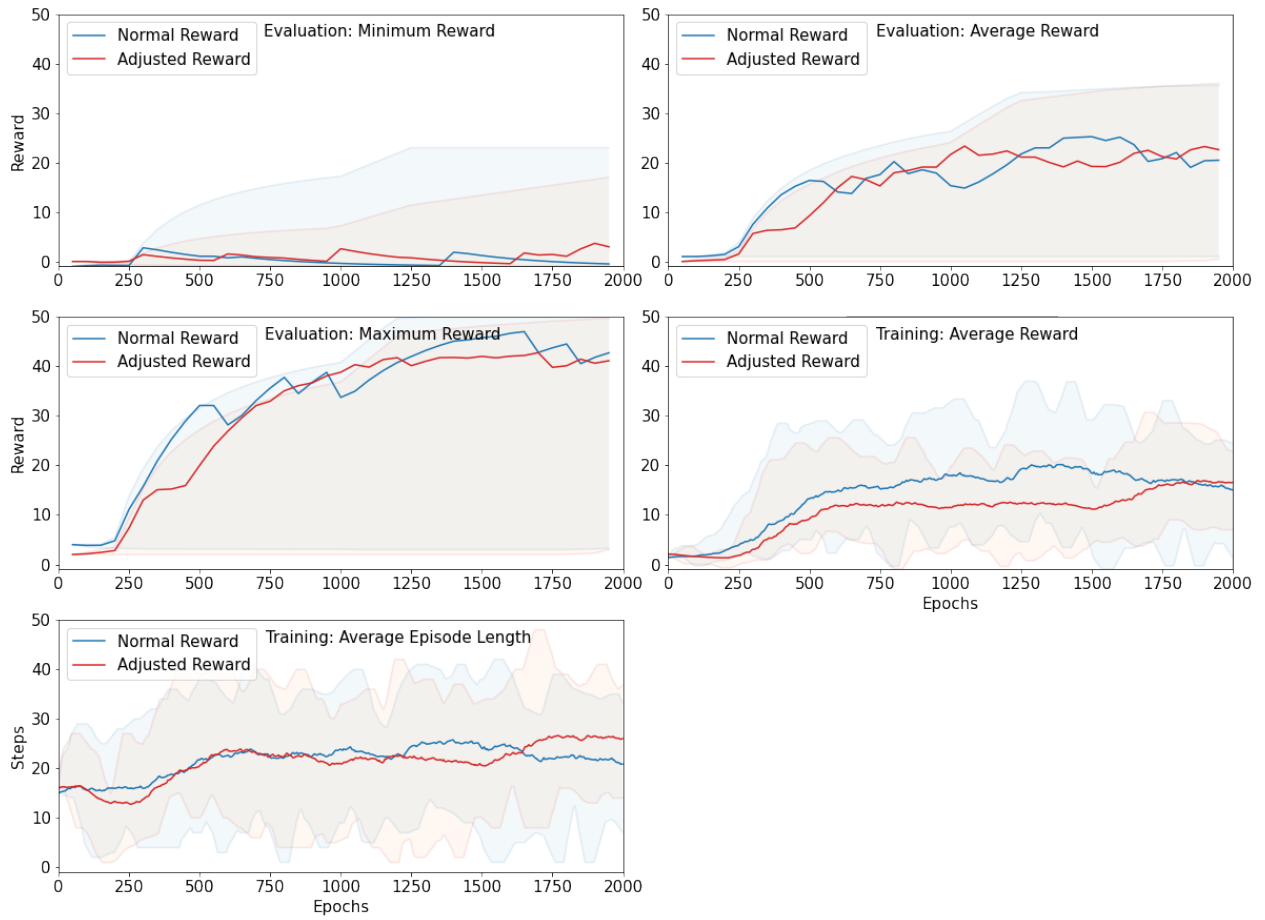 Evaluation: Minimum Reward
Normal Reward
Adjusted Reward
Reward
50
40
30
20
10
0
0 250 500 750 1000 1250 1500 1750 2000
Evaluation: Average Reward
Normal Reward
Adjusted Reward
50
40
30
20
10
0
0 250 500 750 1000 1250 1500 1750 2000
Evaluation: Maximum Reward
Normal Reward
Adjusted Reward
Reward
50
40
30
20
10
0
0 250 500 750 1000 1250 1500 1750 2000
Training: Average Reward
Normal Reward
Adjusted Reward
50
40
30
20
10
0
0 250 500 750 1000 1250 1500 1750 2000
Epochs
Training: Average Episode Length
Normal Reward
Adjusted Reward
Steps
50
40
30
20
10
0
0 250 500 750 1000 1250 1500 1750 2000
Epochs